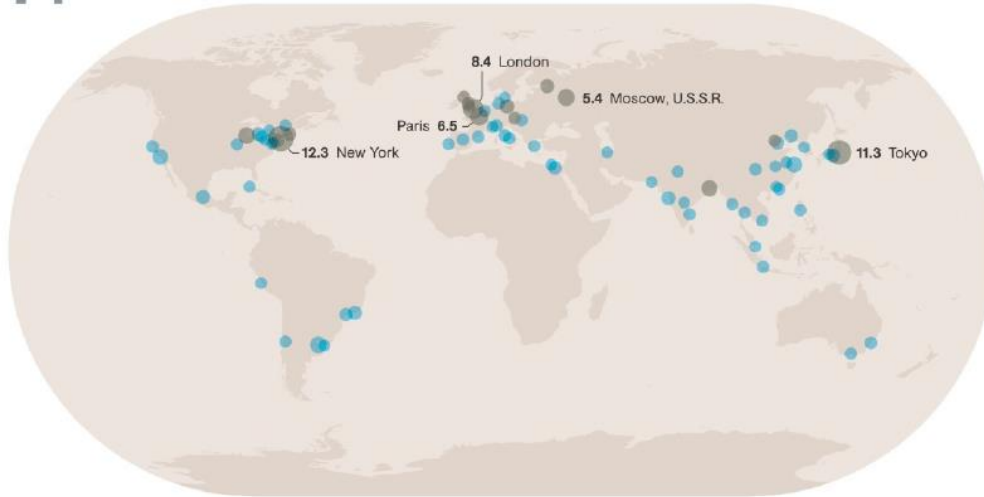 8.4 London
5.4 Moscow, U.S.S.R.
Paris 6.5
12.3 New York
11.3 Tokyo